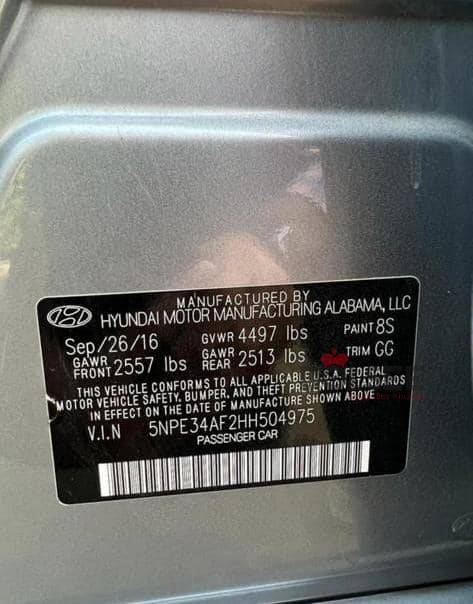 MANUFACTURED BY
HYUNDAI MOTOR MANUFACTURING ALABAMA, LLC
Sep/26/16 GVWR 4497 lbs PAINT 8S
GAWR FRONT 2557 lbs GAWR REAR 2513 lbs TRIM GG
THIS VEHICLE CONFORMS TO ALL APPLICABLE U.S.A. FEDERAL
MOTOR VEHICLE SAFETY, BUMPER, AND THEFT PREVENTION STANDARDS
IN EFFECT ON THE DATE OF MANUFACTURE SHOWN ABOVE
V.I.N 5NPE34AF2HH504975
PASSENGER CAR